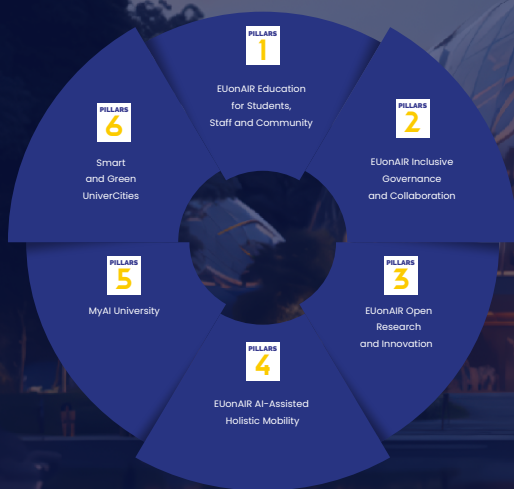 PILLARS
1
EUonAIR Education
for Students,
Staff and Community
PILLARS
2
EUonAIR Inclusive
Governance
and Collaboration
PILLARS
3
EUonAIR Open
Research
and Innovation
PILLARS
4
EUonAIR AI-Assisted
Holistic Mobility
PILLARS
5
MyAI University
PILLARS
6
Smart
and Green
UniverCities